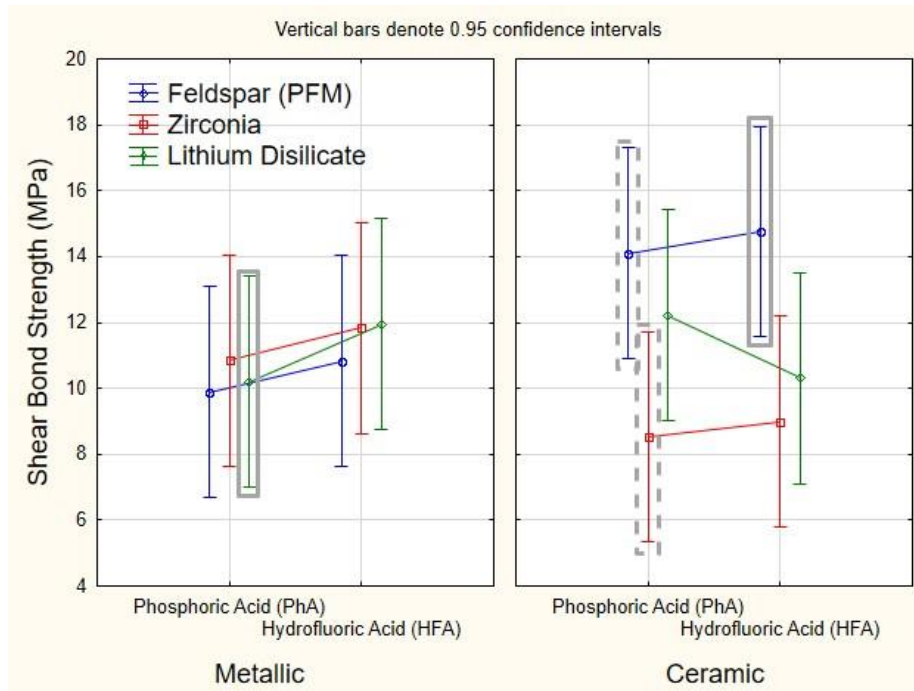 Vertical bars denote 0.95 confidence intervals
Shear Bond Strength (MPa)
20
18
16
14
12
10
8
6
4
Feldspar (PFM)
Zirconia
Lithium Disilicate
Phosphoric Acid (PhA)
Hydrofluoric Acid (HFA)
Metallic
Phosphoric Acid (PhA)
Hydrofluoric Acid (HFA)
Ceramic